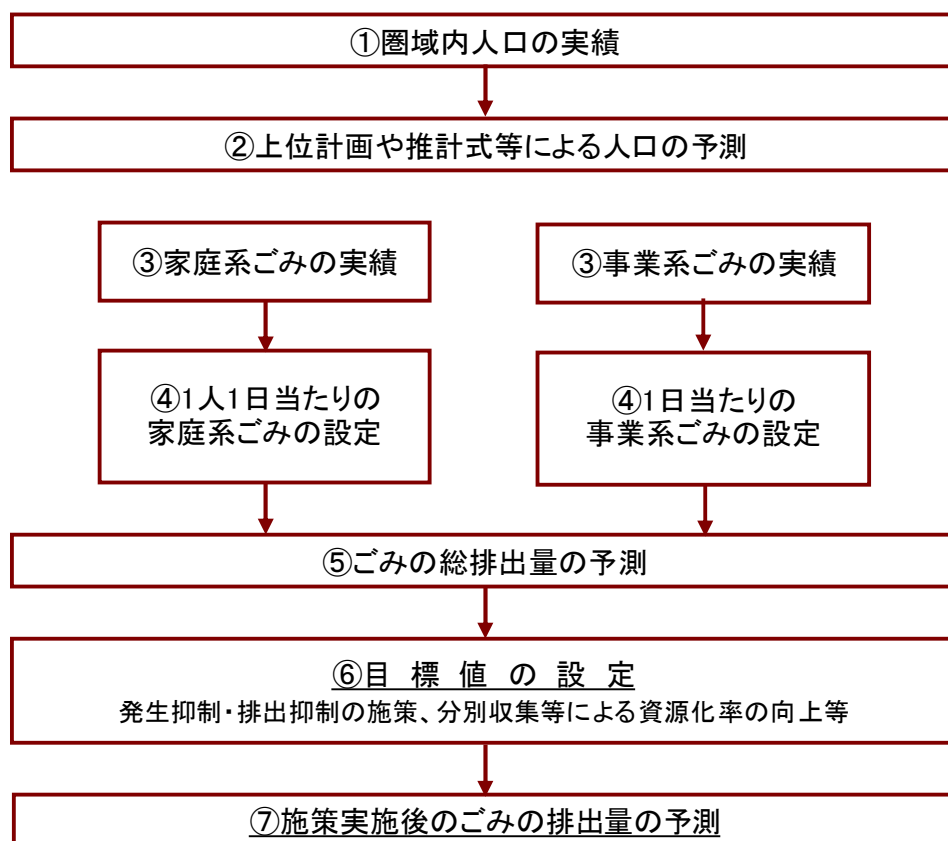 ①圏域内人口の実績
②上位計画や推計式等による人口の予測
③家庭系ごみの実績
③事業系ごみの実績
④1人1日当たりの
家庭系ごみの設定
④1日当たりの
事業系ごみの設定
⑤ごみの総排出量の予測
⑥目 標 値 の 設 定
発生抑制・排出抑制の施策、分別収集等による資源化率の向上等
⑦施策実施後のごみの排出量の予測